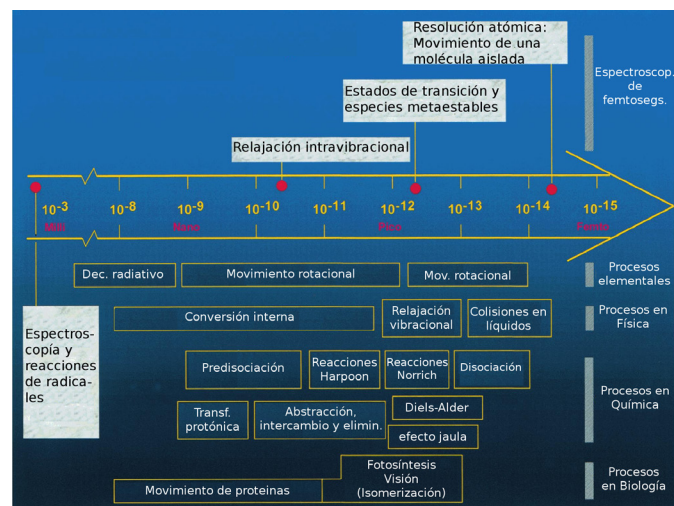 Resolución atómica:
Movimiento de una
molécula aislada
Espectroscop.
de
femtosegs.
Estados de transición y
especies metaestables
Relajación intravibracional
10-3 10-8 10-9 10-10 10-11 10-12 10-13 10-14 10-15
Milli Nano Pico Femto
Dec. radiativo Movimiento rotacional Mov. rotacional
Procesos
elementales
Espectros-
copía y
reacciones
de radica-
les
Conversión interna
Relajación
vibracional
Colisiones en
líquidos
Procesos en
Física
Predisociación
Reacciones
Harpoon
Reacciones
Norrich
Disociación
Transf.
protónica
Abstracción,
intercambio y elimin.
Diels-Alder
efecto jaula
Procesos en
Química
Movimiento de proteinas
Fotosíntesis
Visión
(Isomerización)
Procesos
en Biología